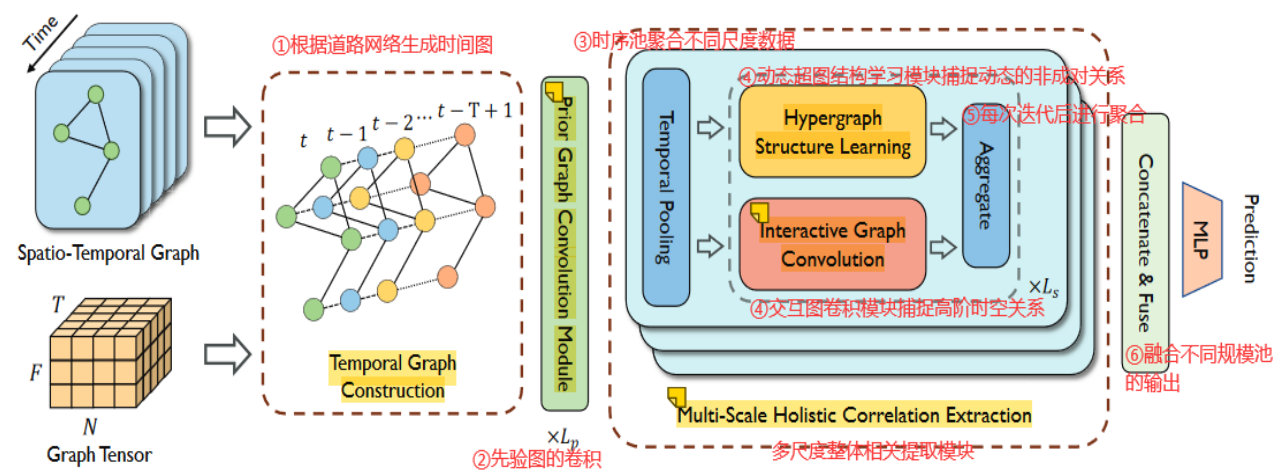 Time
Spatio-Temporal Graph
T
F
N
Graph Tensor
①根据道路网络生成时间图
t
t − 1
t − 2
...
t − T + 1
Temporal Graph
Construction
Prior Graph Convolution Module
×Lp
②先验图的卷积
③时序池聚合不同尺度数据
Temporal Pooling
④动态超图结构学习模块捕捉动态的非成对关系
Hypergraph
Structure Learning
⑤每次迭代后进行聚合
Aggregate
Interactive Graph
Convolution
×Ls
④交互图卷积模块捕捉高阶时空关系
Multi-Scale Holistic Correlation Extraction
多尺度整体相关提取模块
Concatenate & Fuse
⑥融合不同规模池
的输出
MLP
Prediction